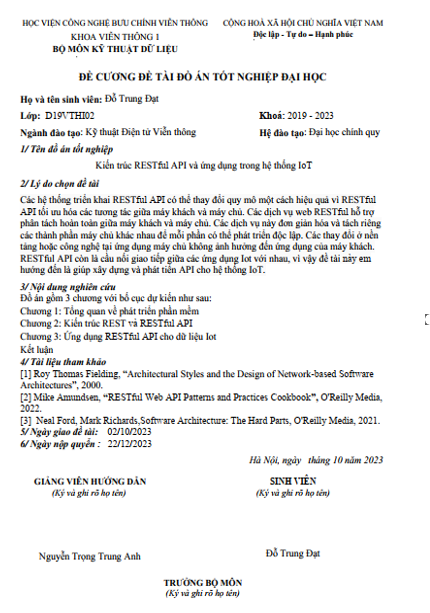 HỌC VIỆN CÔNG NGHỆ BƯU CHÍNH VIỄN THÔNG
KHOA VIỄN THÔNG 1
BỘ MÔN KỸ THUẬT DỮ LIỆU
CỘNG HOÀ XÃ HỘI CHỦ NGHĨA VIỆT NAM
Độc lập - Tự do – Hạnh phúc
ĐỀ CƯƠNG ĐỀ TÀI ĐỒ ÁN TỐT NGHIỆP ĐẠI HỌC
Họ và tên sinh viên: Đỗ Trung Đạt
Lớp: D19VTHI02 Khoá: 2019 - 2023
Ngành đào tạo: Kỹ thuật Điện tử Viễn thông Hệ đào tạo: Đại học chính quy
1/ Tên đồ án tốt nghiệp
Kiến trúc RESTful API và ứng dụng trong hệ thống IoT
2/ Lý do chọn đề tài
Các hệ thống triển khai RESTful API có thể thay đổi quy mô một cách hiệu quả vì RESTful
API tối ưu hóa các tương tác giữa máy khách và máy chủ. Các dịch vụ web RESTful hỗ trợ
phân tách hoàn toàn giữa máy khách và máy chủ. Các dịch vụ này đơn giản hóa và tách riêng
các thành phần máy chủ khác nhau để mỗi phần có thể phát triển độc lập. Các thay đổi ở nền
tảng hoặc công nghệ tại ứng dụng máy chủ không ảnh hưởng đến ứng dụng của máy khách.
RESTful API còn là cầu nối giao tiếp giữa các ứng dụng Iot với nhau, vì vậy đề tài này em
hướng đến là giúp xây dựng và phát tiển API cho hệ thống IoT.
3/ Nội dung nghiên cứu
Đồ án gồm 3 chương với bố cục dự kiến như sau:
Chương 1: Tổng quan về phát triển phần mềm
Chương 2: Kiến trúc REST và RESTful API
Chương 3: Ứng dụng RESTful API cho dữ liệu Iot
Kết luận
4/ Tài liệu tham khảo
[1] Roy Thomas Fielding, “Architectural Styles and the Design of Network-based Software
Architectures”, 2000.
[2] Mike Amundsen, “RESTful Web API Patterns and Practices Cookbook”, O'Reilly Media,
2022.
[3] Neal Ford, Mark Richards,Software Architecture: The Hard Parts, O'Reilly Media, 2021.
5/ Ngày giao đề tài: 02/10/2023
6/ Ngày nộp quyển : 22/12/2023
Hà Nội, ngày tháng 10 năm 2023
GIẢNG VIÊN HƯỚNG DẪN
(Ký và ghi rõ họ tên)
SINH VIÊN
(Ký và ghi rõ họ tên)
Nguyễn Trọng Trung Anh
Đỗ Trung Đạt
TRƯỞNG BỘ MÔN
(Ký và ghi rõ họ tên)